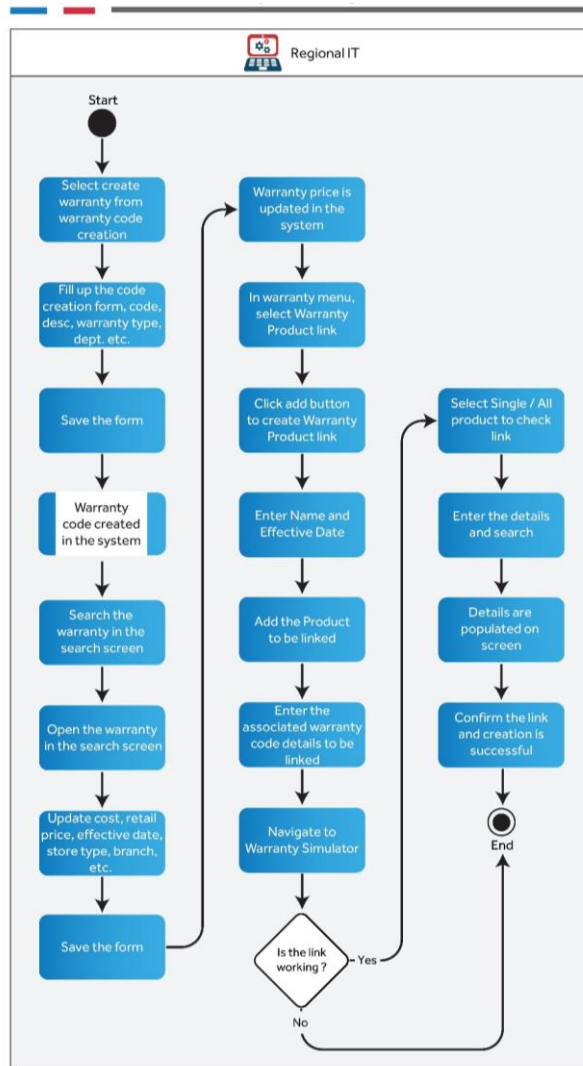 Regional IT
Start
Select create
warranty from
warranty code
creation
Fill up the code
creation form, code,
desc, warranty type,
dept. etc.
Save the form
Warranty
code created
in the system
Search the
warranty in the
search screen
Open the warranty
in the search screen
Update cost, retail
price, effective date,
store type, branch,
etc.
Save the form
Warranty price is
updated in the
system
In warranty menu,
select Warranty
Product link
Click add button
to create Warranty
Product link
Enter Name and
Effective Date
Add the Product
to be linked
Enter the
associated warranty
code details to be
linked
Navigate to
Warranty Simulator
Is the link
working ?
Yes
No
Select Single / All
product to check
link
Enter the details
and search
Details are
populated on
screen
Confirm the link
and creation is
successful
End